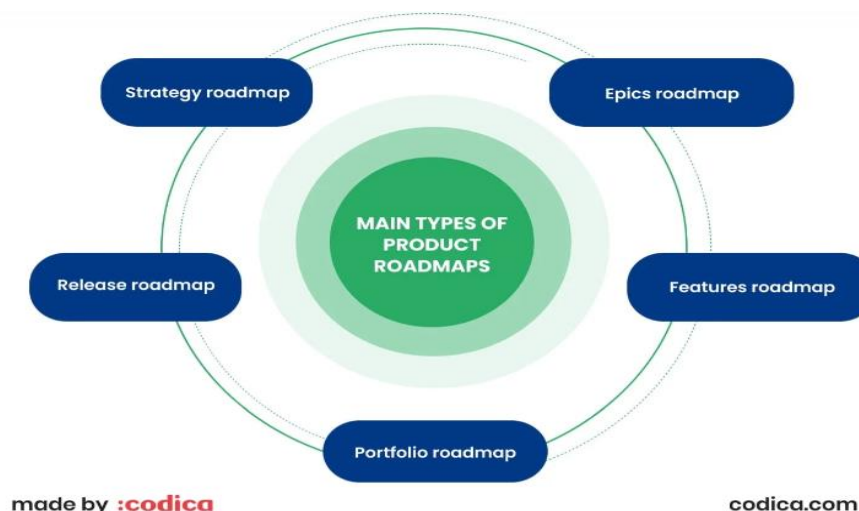 Strategy roadmap
Epics roadmap
MAIN TYPES OF
PRODUCT
ROADMAPS
Release roadmap
Features roadmap
Portfolio roadmap
made by :codica
codica.com